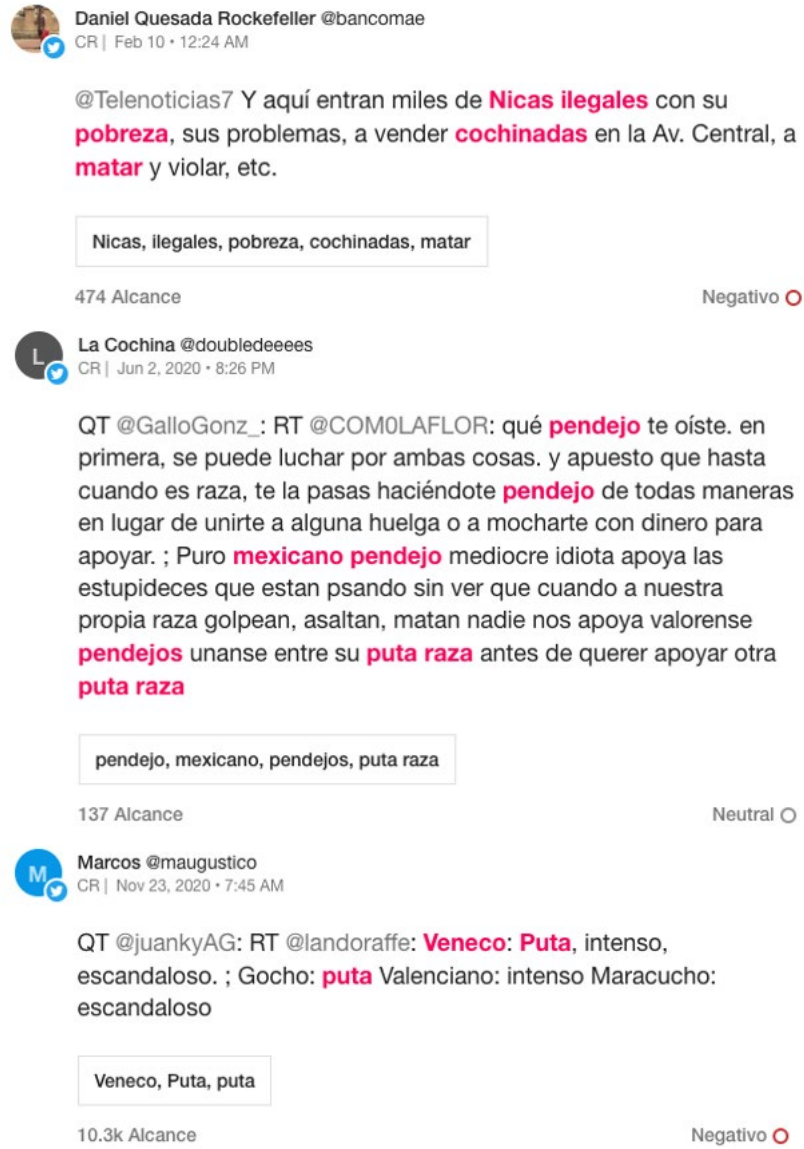 Daniel Quesada Rockefeller @bancomae
CR | Feb 10 • 12:24 AM
@Telenoticias7 Y aquí entran miles de Nicas ilegales con su
pobreza, sus problemas, a vender cochinadas en la Av. Central, a
matar y violar, etc.
Nicas, ilegales, pobreza, cochinadas, matar
474 Alcance
Negativo
L
La Cochina @doubledeeees
CR | Jun 2, 2020 • 8:26 PM
QT @GalloGonz_: RT @COM0LAFLOR: qué pendejo te oíste. en
primera, se puede luchar por ambas cosas. y apuesto que hasta
cuando es raza, te la pasas haciéndote pendejo de todas maneras
en lugar de unirte a alguna huelga o a mocharte con dinero para
apoyar. ; Puro mexicano pendejo mediocre idiota apoya las
estupideces que estan psando sin ver que cuando a nuestra
propia raza golpean, asaltan, matan nadie nos apoya valorense
pendejos unanse entre su puta raza antes de querer apoyar otra
puta raza
pendejo, mexicano, pendejos, puta raza
137 Alcance
Neutral
M
Marcos @maugustico
CR | Nov 23, 2020 • 7:45 AM
QT @juankyAG: RT @landoraffe: Veneco: Puta, intenso,
escandaloso. ; Gocho: puta Valenciano: intenso Maracucho:
escandaloso
Veneco, Puta, puta
10.3k Alcance
Negativo